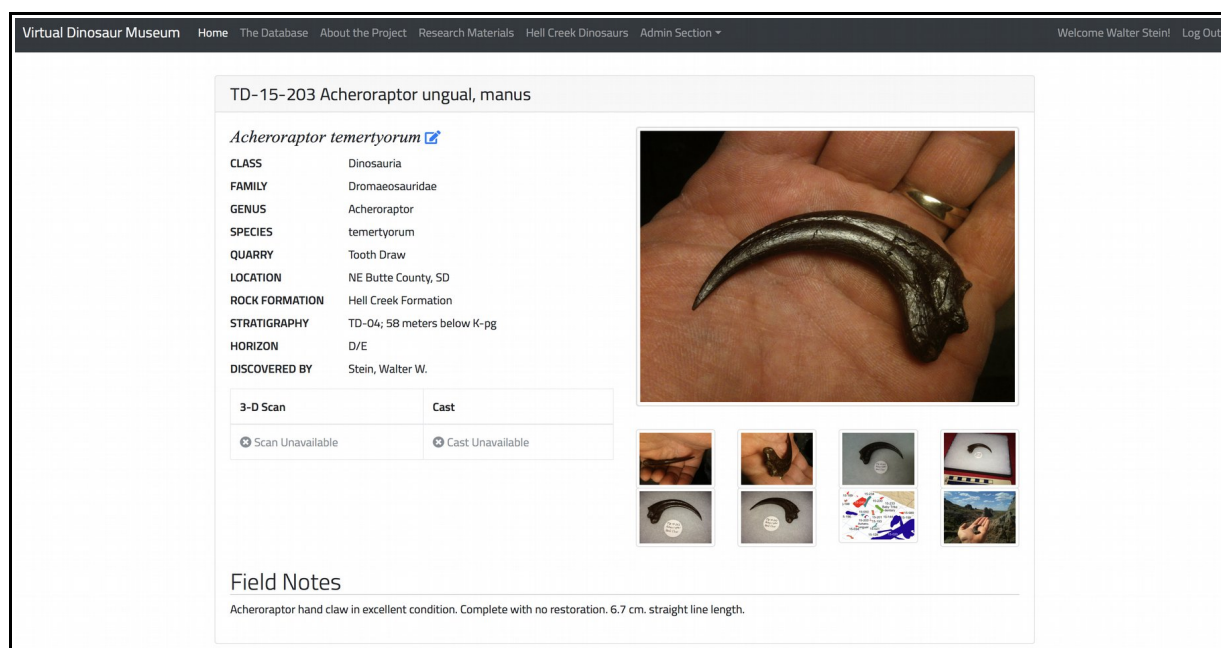 Virtual Dinosaur Museum Home The Database About the Project Research Materials Hell Creek Dinosaurs Admin Section Welcome Walter Stein! Log Out
TD-15-203 Acheroraptor ungual, manus
Acheroraptor temertyorum
CLASS Dinosauria
FAMILY Dromaeosauridae
GENUS Acheroraptor
SPECIES temertyorum
QUARRY Tooth Draw
LOCATION NE Butte County, SD
ROCK FORMATION Hell Creek Formation
STRATIGRAPHY TD-04; 58 meters below K-pg
HORIZON D/E
DISCOVERED BY Stein, Walter W.
3-D Scan Cast
Scan Unavailable Cast Unavailable
Field Notes
Acheroraptor hand claw in excellent condition. Complete with no restoration. 6.7 cm. straight line length.